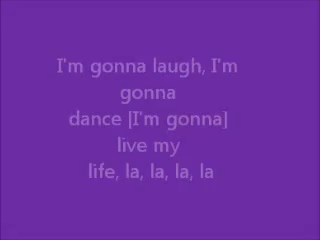 I'm gonna laugh, I'm
gonna
dance [I'm gonna]
live my
life, la, la, la, la